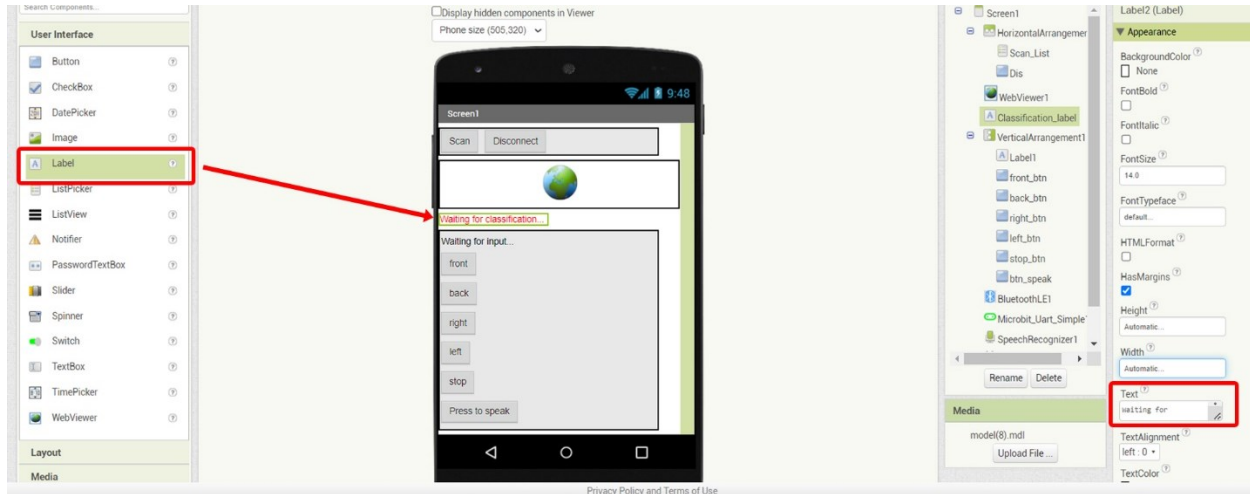 Search Components...
User Interface
Button
CheckBox
DatePicker
Image
Label
ListPicker
ListView
Notifier
PasswordTextBox
Slider
Spinner
Switch
TextBox
TimePicker
WebViewer
Layout
Media
Display hidden components in Viewer
Phone size (505,320)
9:48
Screen1
Scan Disconnect
Waiting for classification...
Waiting for input...
front
back
right
left
stop
Press to speak
Screen1
HorizontalArrangemer
Scan_List
Dis
WebViewer1
Classification_label
VerticalArrangement1
Label1
front_btn
back_btn
right_btn
left_btn
stop_btn
btn_speak
BluetoothLE1
Microbit_Uart_Simple
SpeechRecognizer1
Rename Delete
Media
model(8).mdl
Upload File ...
Label2 (Label)
Appearance
BackgroundColor
None
FontBold
FontItalic
FontSize
14.0
FontTypeface
default...
HTMLFormat
HasMargins
Height
Automatic...
Width
Automatic...
Text
waiting for
TextAlignment
left : 0
TextColor
Privacy Policy and Terms of Use